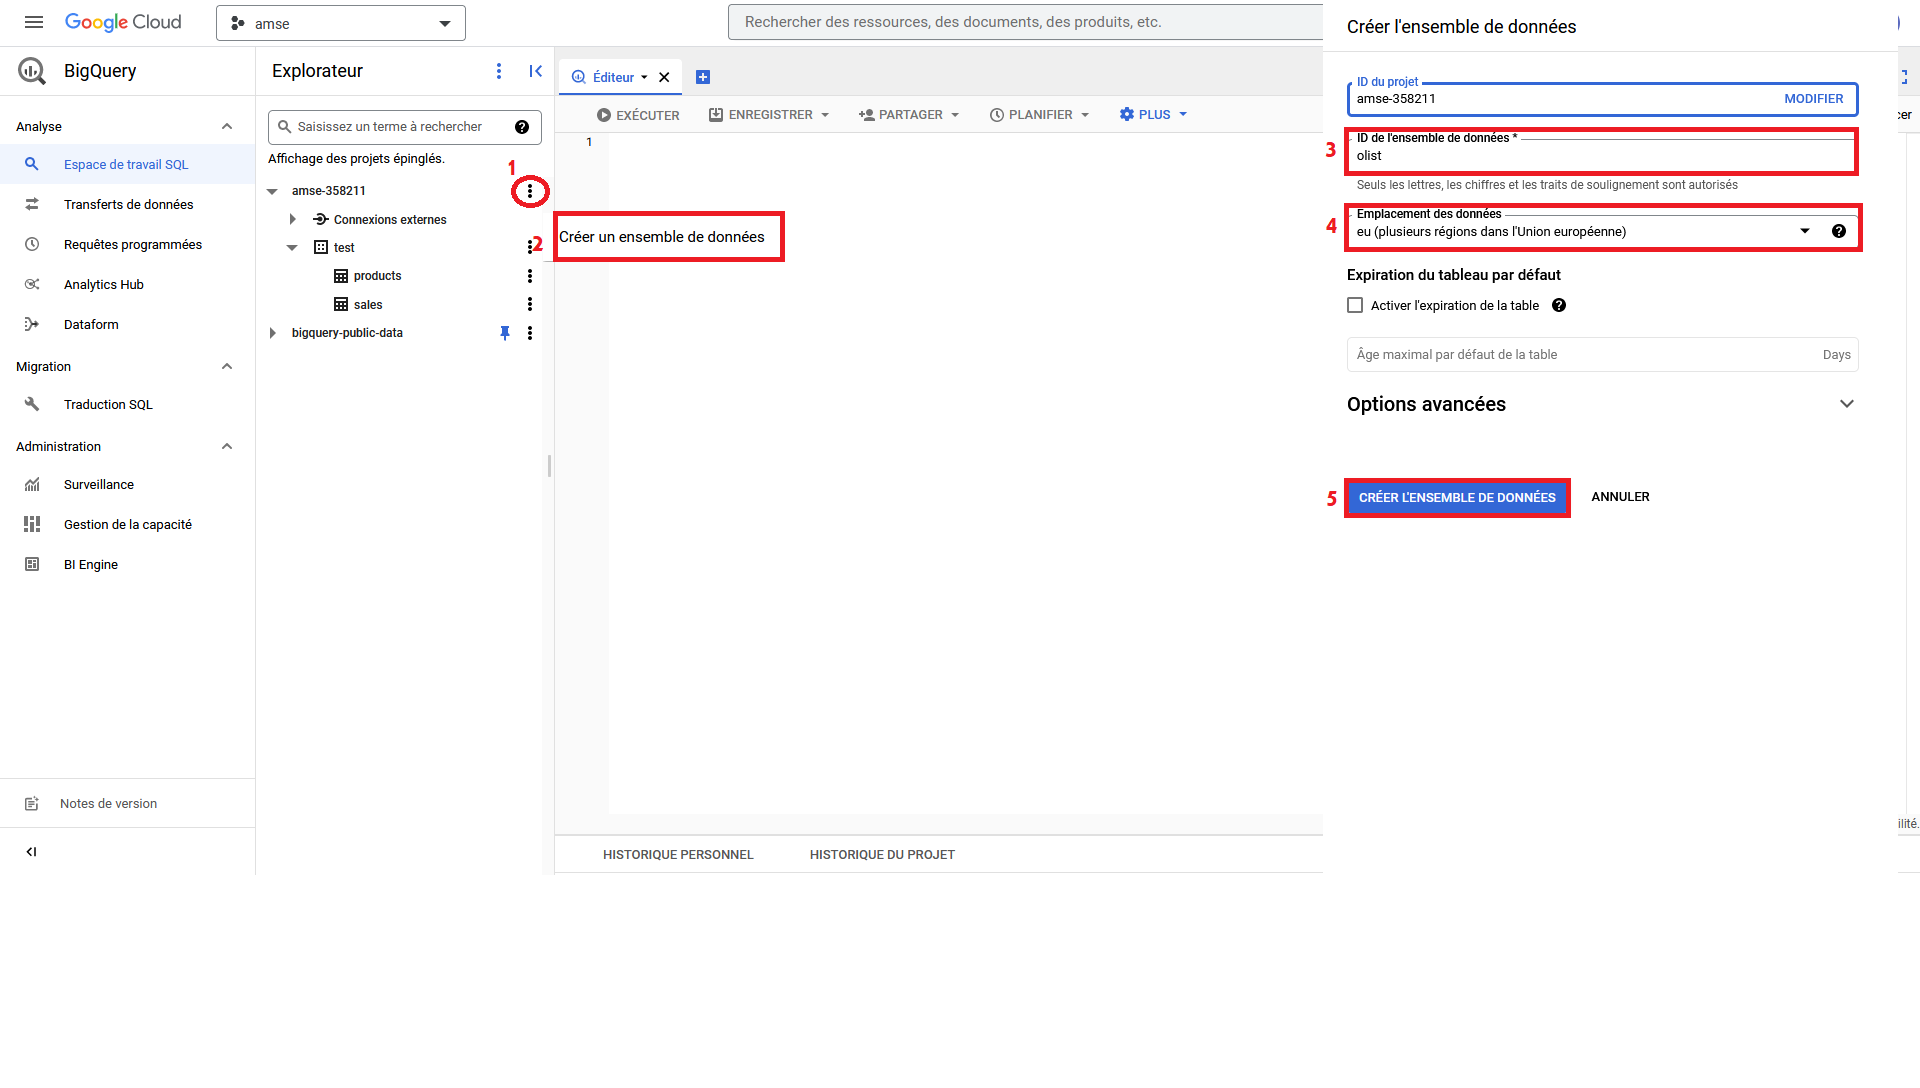 Google Cloud
amse
Rechercher des ressources, des documents, des produits, etc.
BigQuery
Analyse
Espace de travail SQL
Transferts de données
Requêtes programmées
Analytics Hub
Dataform
Migration
Traduction SQL
Administration
Surveillance
Gestion de la capacité
BI Engine
Notes de version
Explorateur
Saisissez un terme à rechercher
Affichage des projets épinglés.
1
amse-358211
Connexions externes
test
2
products
sales
bigquery-public-data
Créer un ensemble de données
Éditeur
EXÉCUTER
ENREGISTRER
PARTAGER
PLANIFIER
PLUS
1
HISTORIQUE PERSONNEL
HISTORIQUE DU PROJET
Créer l'ensemble de données
ID du projet
amse-358211
MODIFIER
3
ID de l'ensemble de données *
olist
Seuls les lettres, les chiffres et les traits de soulignement sont autorisés
4
Emplacement des données
eu (plusieurs régions dans l'Union européenne)
Expiration du tableau par défaut
Activer l'expiration de la table
Âge maximal par défaut de la table
Days
Options avancées
5
CRÉER L'ENSEMBLE DE DONNÉES
ANNULER
cer
ilité.